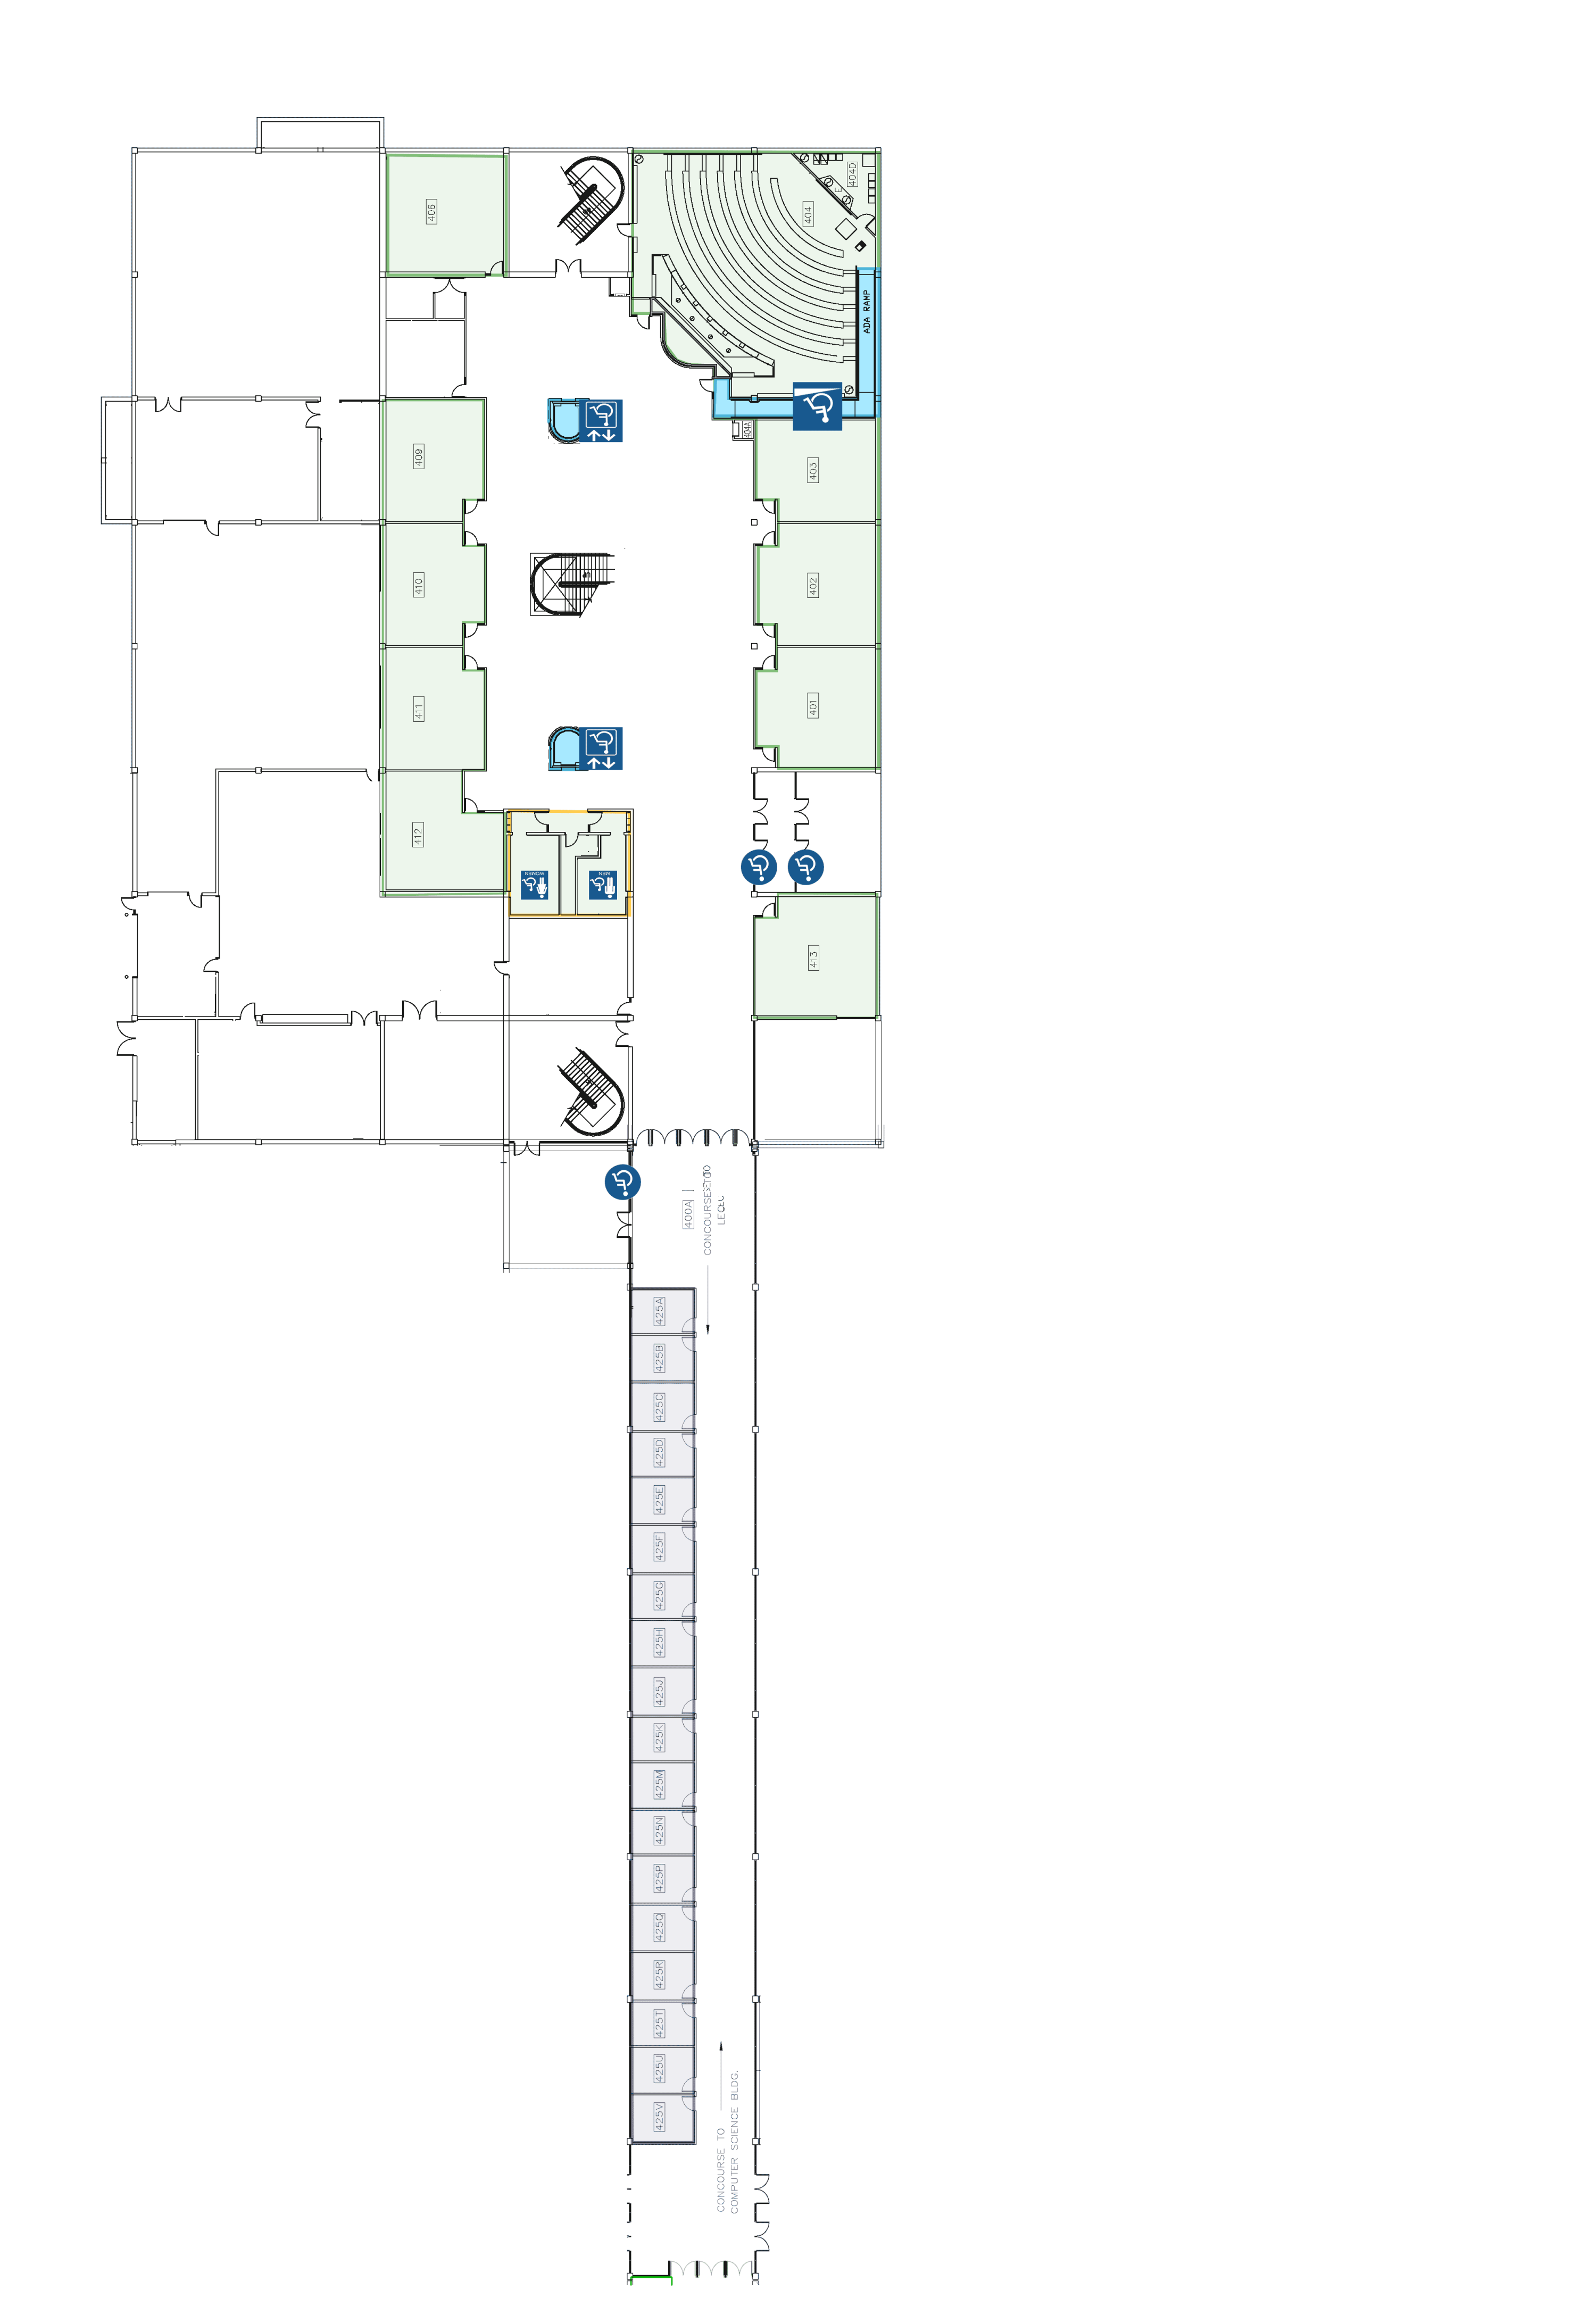 406
404
404D
E
ADA RAMP
404A
409
403
410
402
411
401
412
WOMEN
MEN
413
400A
CONCOURSE TO
425A
425B
425C
425D
425E
425F
425G
425H
425J
425K
425M
425N
425P
425Q
425R
425T
425U
425V
CONCOURSE TO
COMPUTER SCIENCE BLDG.